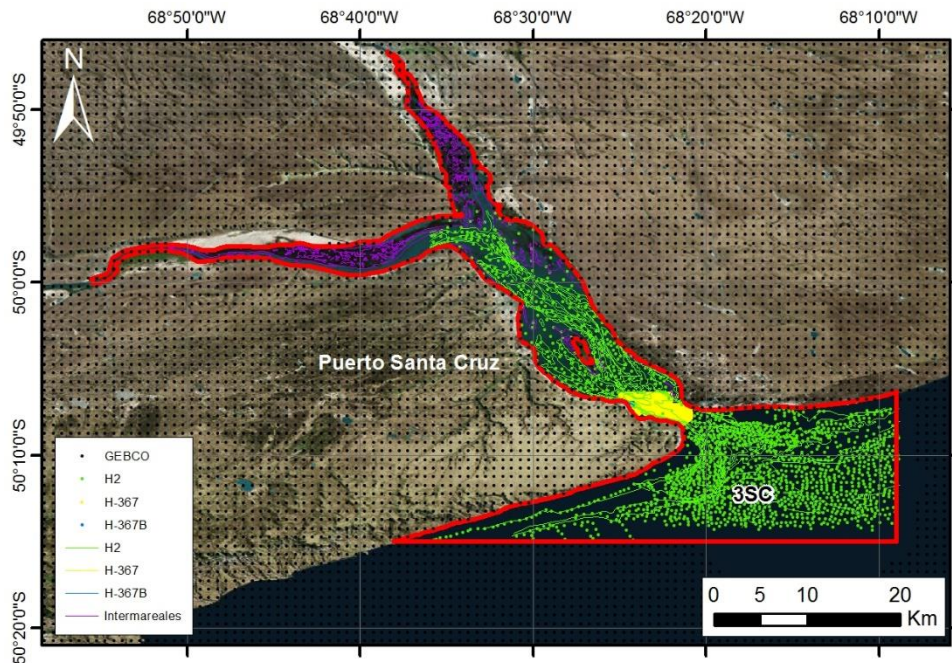 68°50'0"W 68°40'0"W 68°30'0"W 68°20'0"W 68°10'0"W
N
49°50'0"S
50°0'0"S
Puerto Santa Cruz
50°10'0"S
3SC
GEBCO
H2
H-367
H-367B
H2
H-367
H-367B
Intermareales
0 5 10 20
Km
50°20'0"S